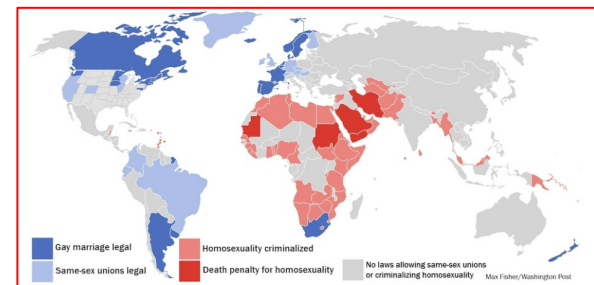 Gay marriage legal
Same-sex unions legal
Homosexuality criminalized
Death penalty for homosexuality
No laws allowing same-sex unions
or criminalizing homosexuality
Max Fisher/Washington Post